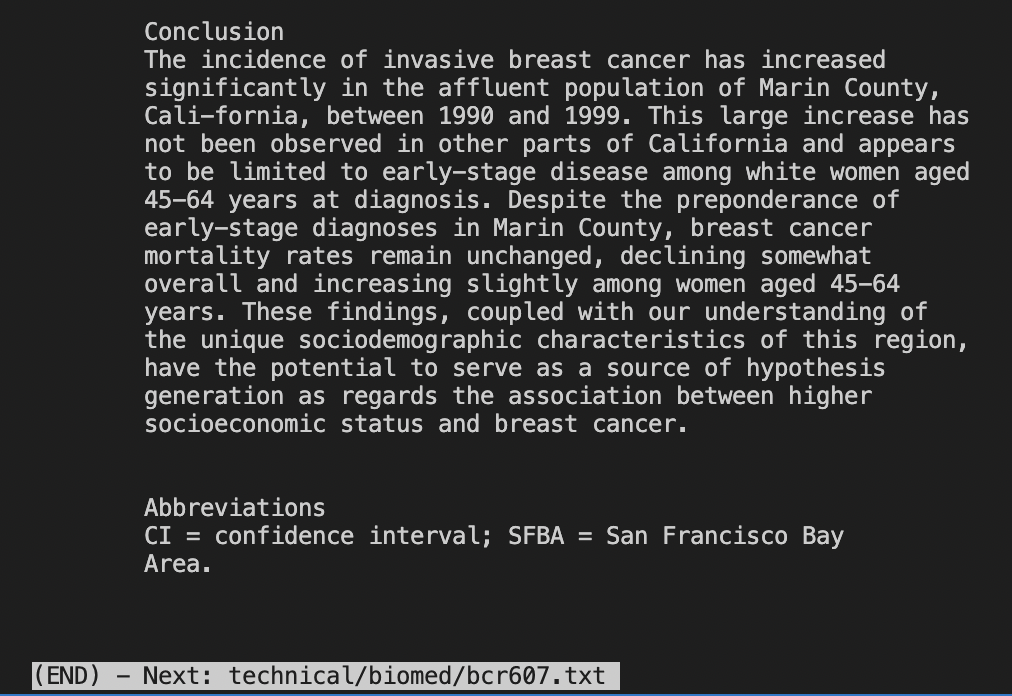 Conclusion
The incidence of invasive breast cancer has increased
significantly in the affluent population of Marin County,
Cali-fornia, between 1990 and 1999. This large increase has
not been observed in other parts of California and appears
to be limited to early-stage disease among white women aged
45-64 years at diagnosis. Despite the preponderance of
early-stage diagnoses in Marin County, breast cancer
mortality rates remain unchanged, declining somewhat
overall and increasing slightly among women aged 45-64
years. These findings, coupled with our understanding of
the unique sociodemographic characteristics of this region,
have the potential to serve as a source of hypothesis
generation as regards the association between higher
socioeconomic status and breast cancer.
Abbreviations
CI = confidence interval; SFBA = San Francisco Bay
Area.
(END) - Next: technical/biomed/bcr607.txt